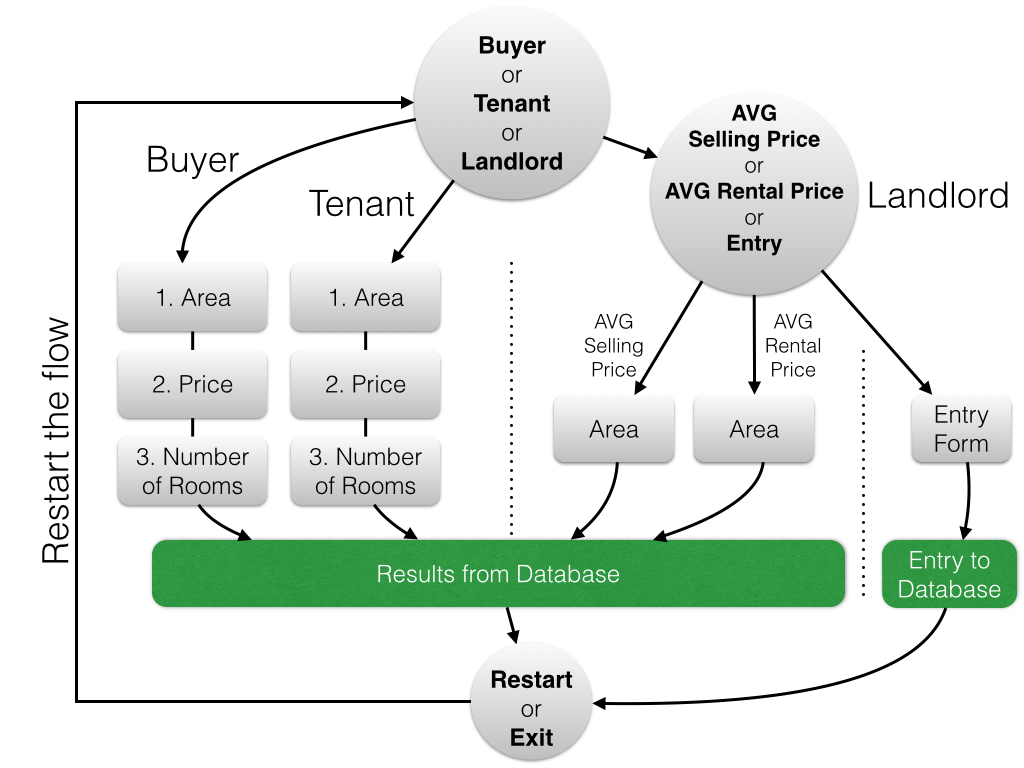 Buyer
or
Tenant
or
Landlord
AVG
Selling Price
or
AVG Rental Price
or
Entry
Landlord
Buyer
Tenant
1. Area
2. Price
3. Number
of Rooms
1. Area
2. Price
3. Number
of Rooms
AVG
Selling
Price
AVG
Rental
Price
Area
Area
Entry
Form
Results from Database
Entry to
Database
Restart
or
Exit
Restart the flow